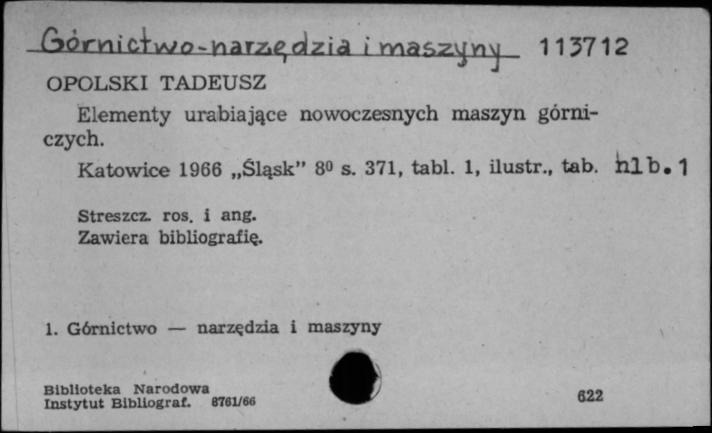 Górnictwo-narzędzia i maszyny 113712
OPOLSKI TADEUSZ
Elementy urabiające nowoczesnych maszyn górni-
czych.
Katowice 1966 „Śląsk” 8⁰ s. 371, tabl. 1, ilustr., tab. nlb. 1
Streszcz. ros. i ang.
Zawiera bibliografię.
1. Górnictwo — narzędzia i maszyny
Biblioteka Narodowa
Instytut Bibliograf. 8761/66 622